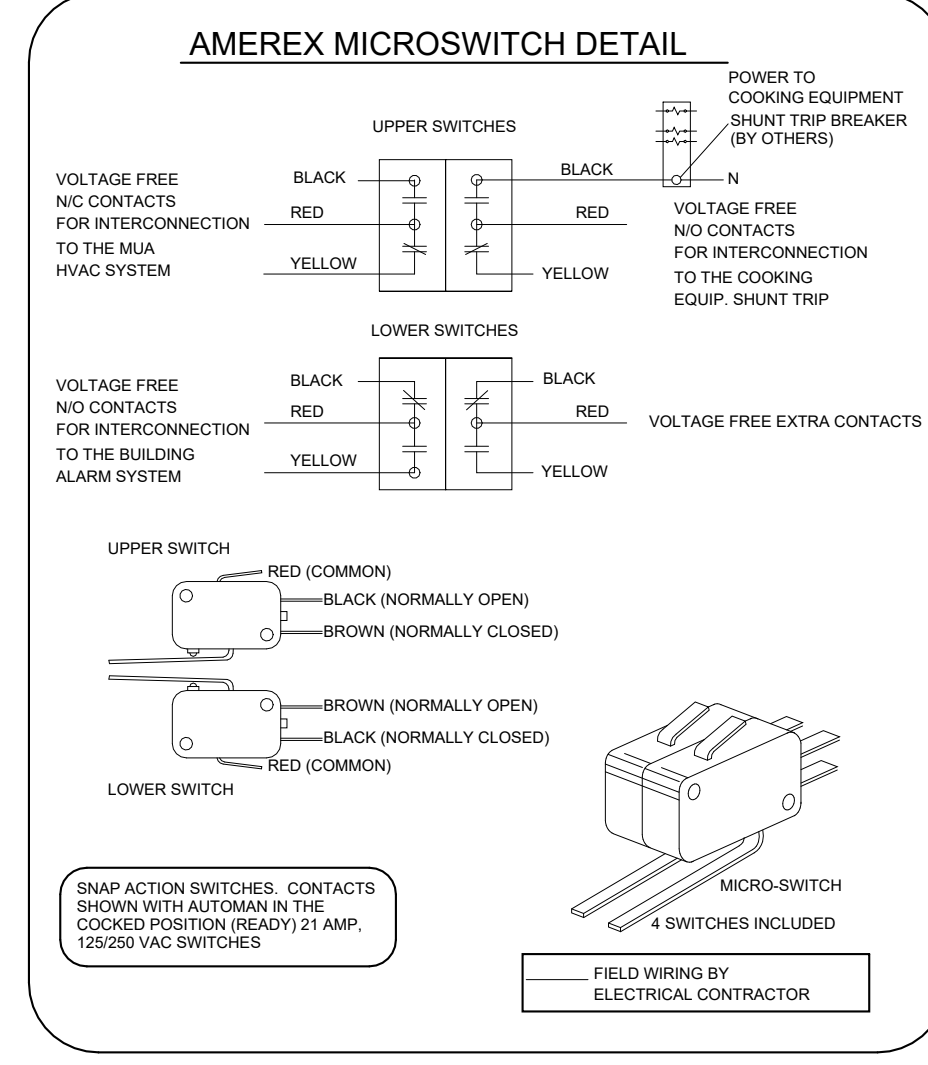 AMEREX MICROSWITCH DETAIL
POWER TO
COOKING EQUIPMENT
SHUNT TRIP BREAKER
(BY OTHERS)
UPPER SWITCHES
BLACK
BLACK
N
VOLTAGE FREE
N/C CONTACTS
FOR INTERCONNECTION
TO THE MUA
HVAC SYSTEM
RED
RED
YELLOW
YELLOW
VOLTAGE FREE
N/O CONTACTS
FOR INTERCONNECTION
TO THE COOKING
EQUIP. SHUNT TRIP
LOWER SWITCHES
VOLTAGE FREE
N/O CONTACTS
FOR INTERCONNECTION
TO THE BUILDING
ALARM SYSTEM
BLACK
BLACK
RED
RED
VOLTAGE FREE EXTRA CONTACTS
YELLOW
YELLOW
UPPER SWITCH
RED (COMMON)
BLACK (NORMALLY OPEN)
BROWN (NORMALLY CLOSED)
BROWN (NORMALLY OPEN)
BLACK (NORMALLY CLOSED)
RED (COMMON)
LOWER SWITCH
SNAP ACTION SWITCHES. CONTACTS
SHOWN WITH AUTOMAN IN THE
COCKED POSITION (READY) 21 AMP,
125/250 VAC SWITCHES
MICRO-SWITCH
4 SWITCHES INCLUDED
FIELD WIRING BY
ELECTRICAL CONTRACTOR